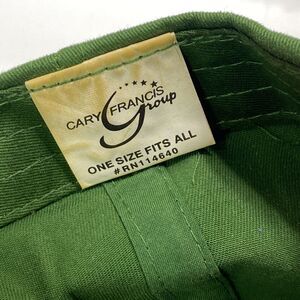 CARY FRANCIS
Group
ONE SIZE FITS ALL
#RN114640